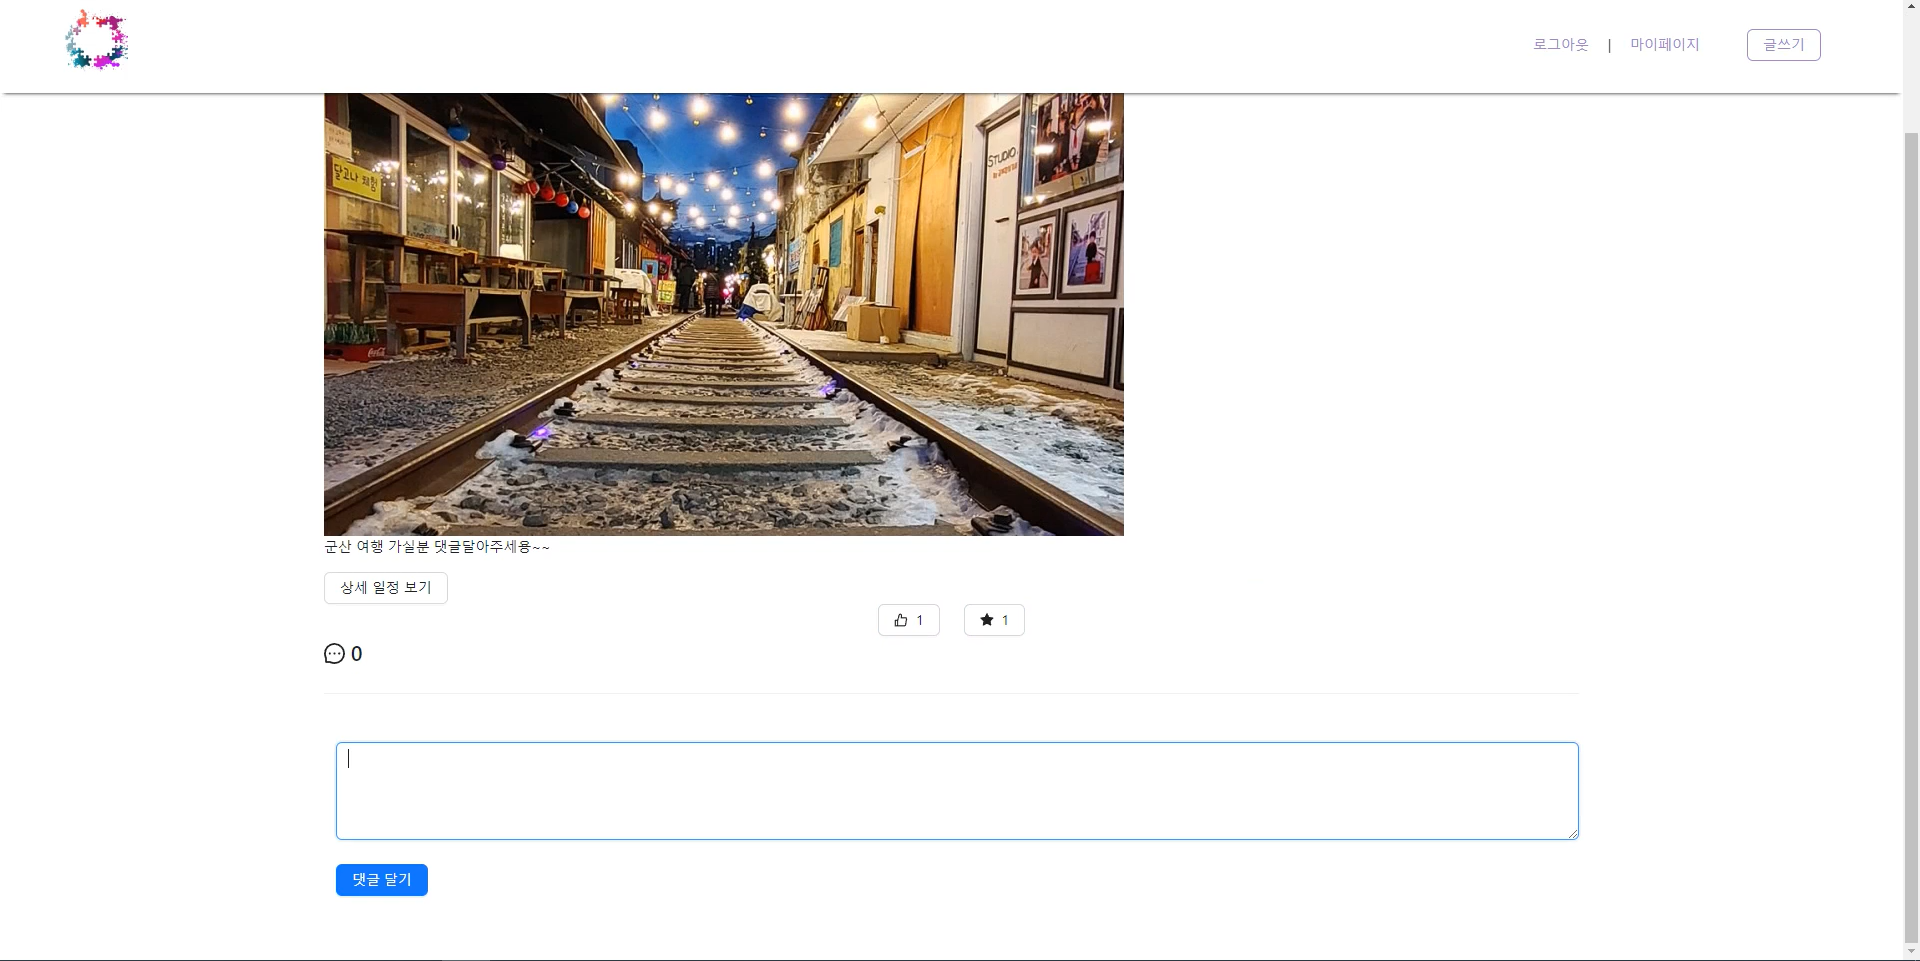 로그아웃 | 마이페이지 글쓰기
달고나 체험
STUDIO
Coca-Cola
군산 여행 가실분 댓글달아주세용~~
상세 일정 보기
1 1
0
댓글 달기